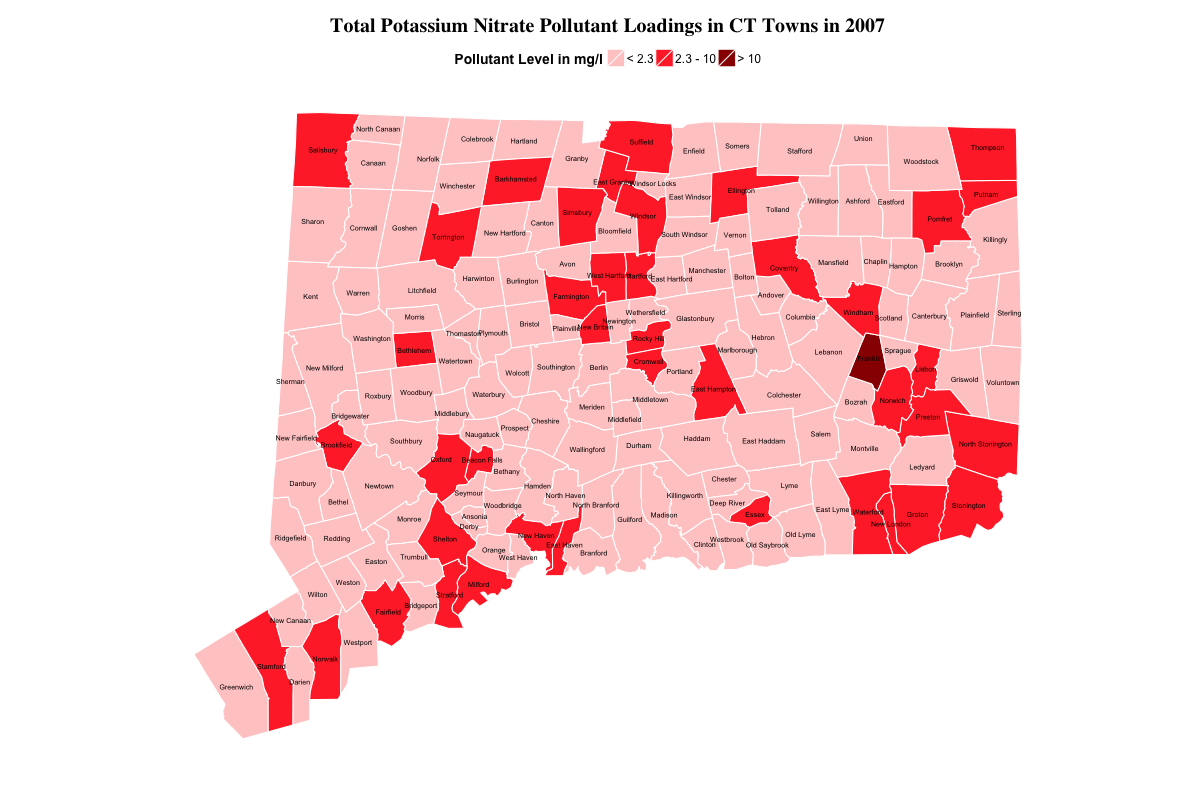 Total Potassium Nitrate Pollutant Loadings in CT Towns in 2007
Pollutant Level in mg/l < 2.3 2.3 - 10 > 10
North Canaan
Colebrook
Hartland
Union
Salisbury
Canaan
Norfolk
Granby
Suffield
Enfield
Somers
Stafford
Woodstock
Thompson
Winchester
Barkhamsted
East Granby
Windsor Locks
East Windsor
Ellington
Willington
Ashford
Eastford
Putnam
Sharon
Cornwall
Goshen
Torrington
New Hartford
Canton
Simsbury
Bloomfield
Windsor
South Windsor
Vernon
Tolland
Pomfret
Killingly
Kent
Warren
Litchfield
Harwinton
Burlington
Avon
West Hartford
Hartford
East Hartford
Manchester
Bolton
Coventry
Mansfield
Chaplin
Hampton
Brooklyn
Morris
Farmington
Andover
Washington
Bethlehem
Thomaston
Plymouth
Bristol
Plainville
New Britain
Newington
Wethersfield
Glastonbury
Columbia
Windham
Scotland
Canterbury
Plainfield
Sterling
New Milford
Watertown
Wolcott
Southington
Berlin
Rocky Hill
Cromwell
Portland
Marlborough
Hebron
Lebanon
Franklin
Sprague
Lisbon
Griswold
Voluntown
Sherman
Bridgewater
Roxbury
Woodbury
Middlebury
Waterbury
Cheshire
Meriden
Middlefield
Middletown
East Hampton
Colchester
Bozrah
Norwich
Preston
New Fairfield
Brookfield
Southbury
Naugatuck
Prospect
Wallingford
Durham
Haddam
East Haddam
Salem
Montville
Ledyard
North Stonington
Danbury
Bethel
Newtown
Oxford
Beacon Falls
Bethany
Seymour
Hamden
Woodbridge
North Haven
North Branford
Killingworth
Chester
Deep River
Lyme
East Lyme
Waterford
New London
Groton
Stonington
Ridgefield
Redding
Monroe
Ansonia
Derby
Shelton
Orange
New Haven
West Haven
East Haven
Branford
Guilford
Madison
Clinton
Westbrook
Essex
Old Saybrook
Old Lyme
Easton
Trumbull
Weston
Wilton
Milford
Stratford
Bridgeport
Fairfield
New Canaan
Westport
Norwalk
Stamford
Darien
Greenwich